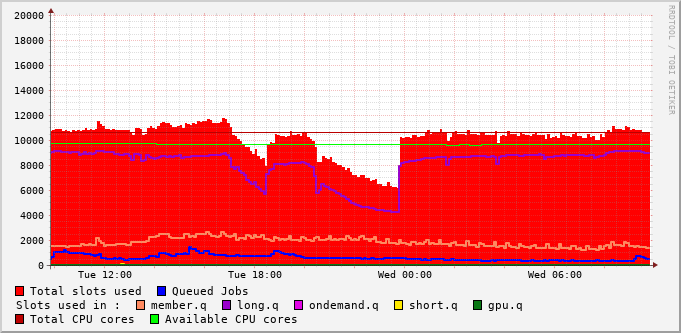 RRDTOOL / TOBI OETIKER
20000
18000
16000
14000
12000
10000
8000
6000
4000
2000
0
Tue 12:00 Tue 18:00 Wed 00:00 Wed 06:00
Total slots used Queued Jobs
Slots used in : member.q long.q ondemand.q short.q gpu.q
Total CPU cores Available CPU cores